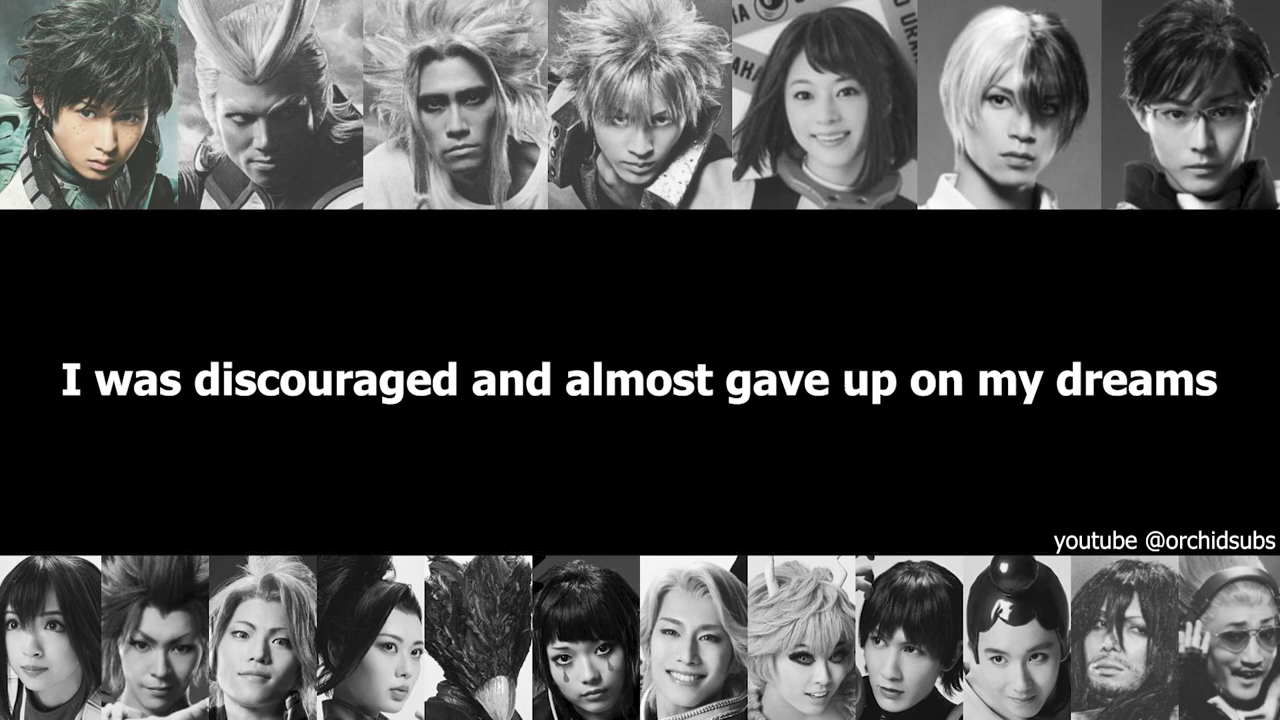 I was discouraged and almost gave up on my dreams
youtube @orchidsubs